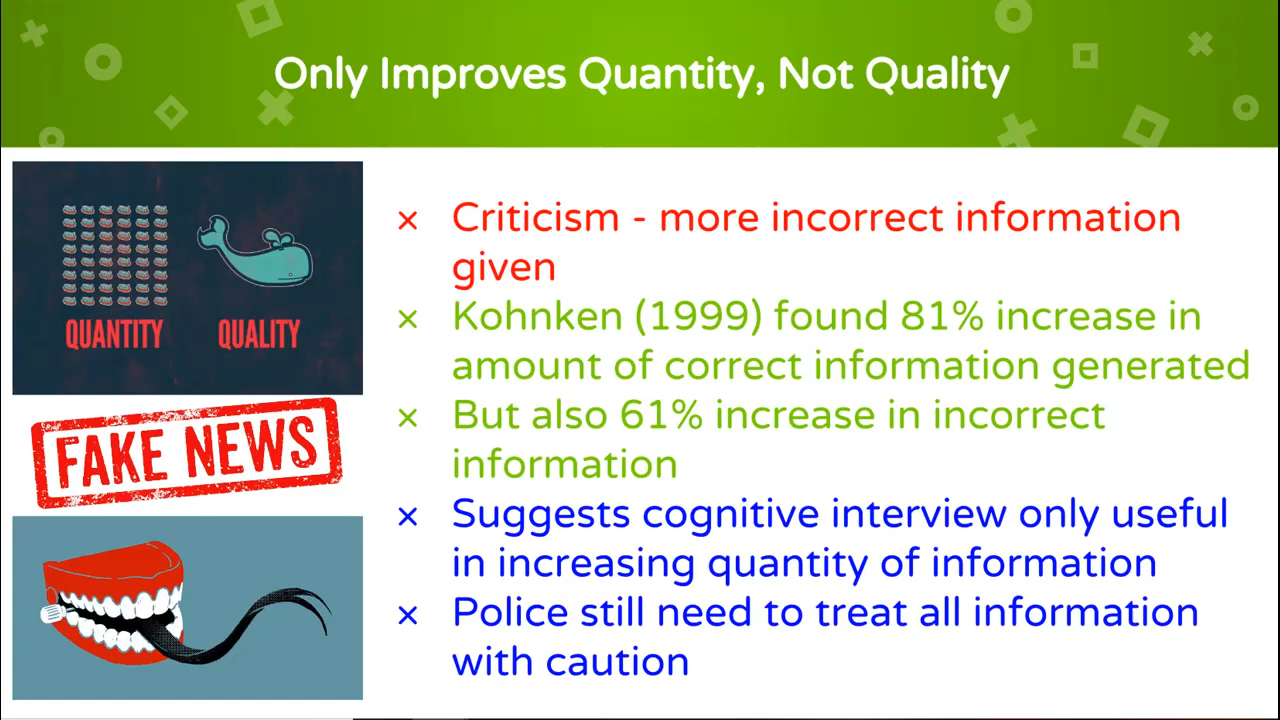 Only Improves Quantity, Not Quality
QUANTITY QUALITY
FAKE NEWS
× Criticism - more incorrect information
given
× Kohnken (1999) found 81% increase in
amount of correct information generated
× But also 61% increase in incorrect
information
× Suggests cognitive interview only useful
in increasing quantity of information
× Police still need to treat all information
with caution